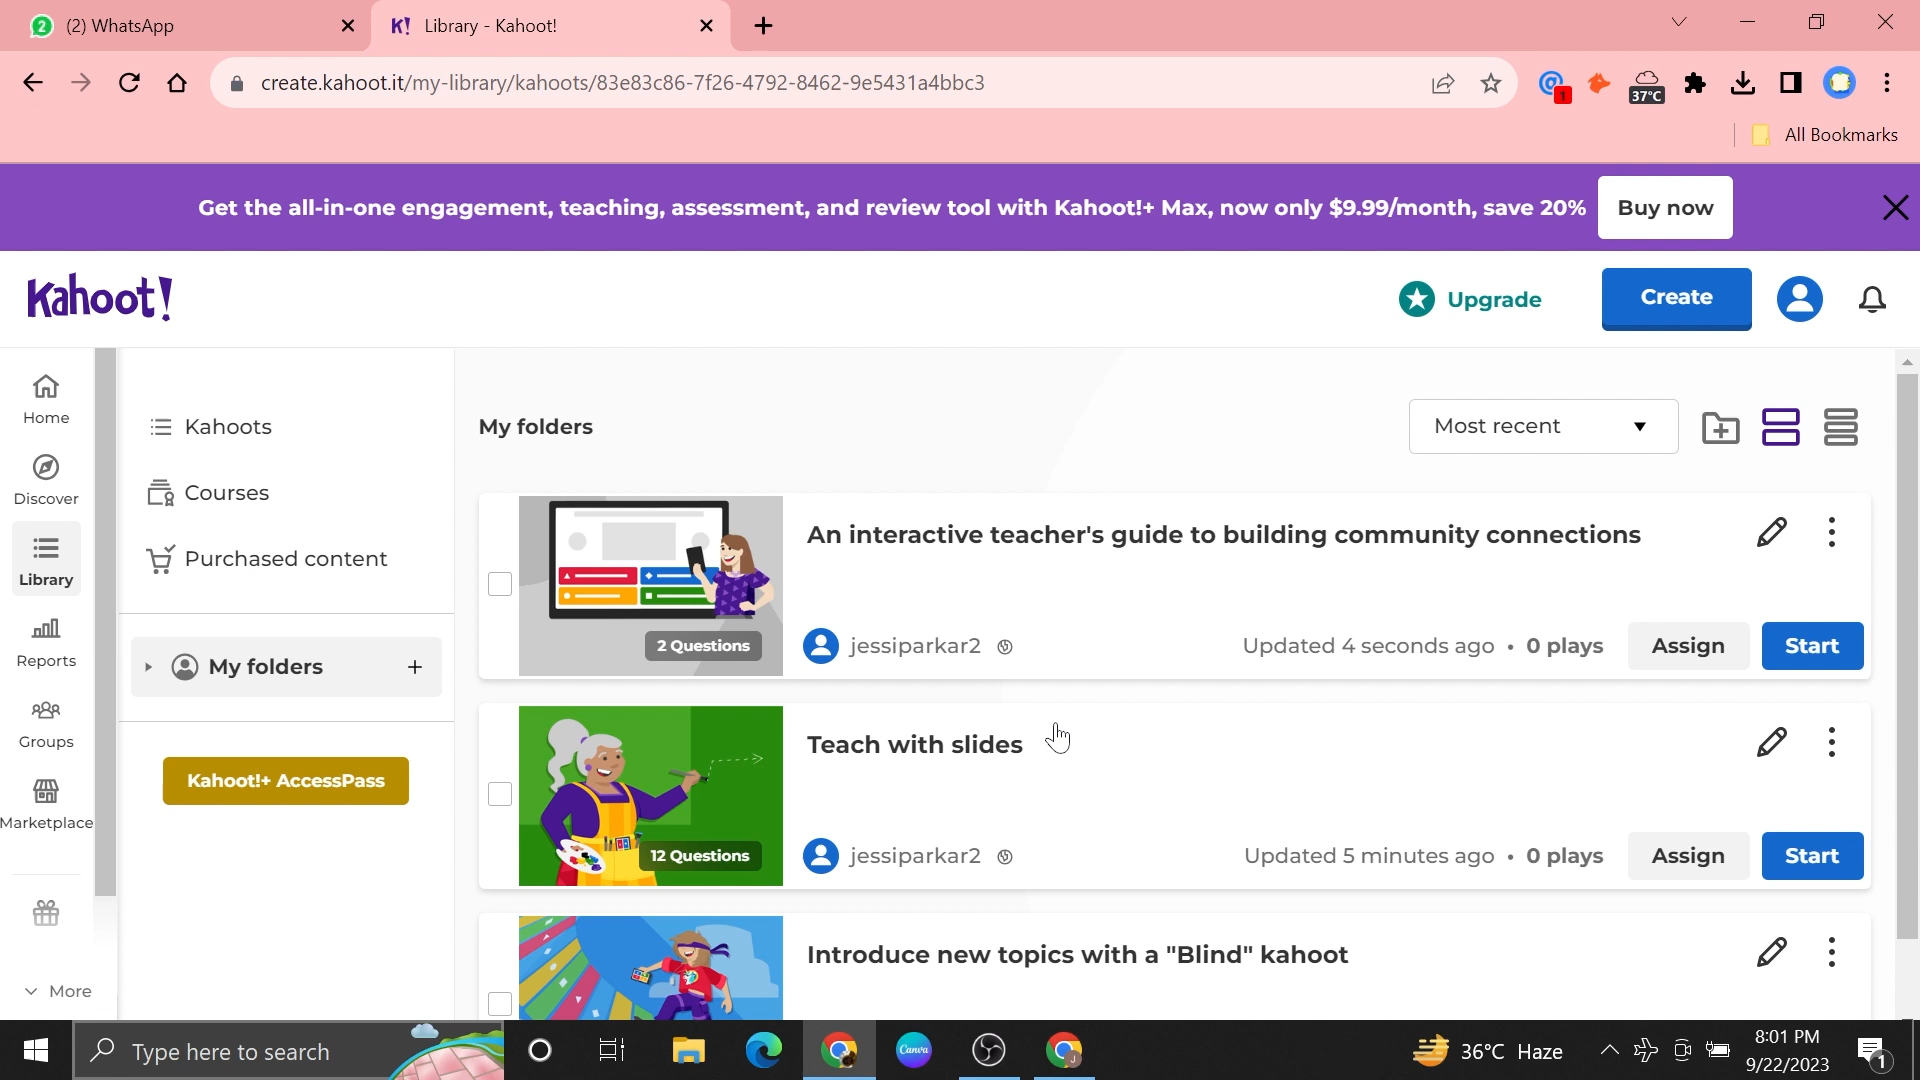 2
(2) WhatsApp
K!
Library - Kahoot!
create.kahoot.it/my-library/kahoots/83e83c86-7f26-4792-8462-9e5431a4bbc3
1
37°C
All Bookmarks
Get the all-in-one engagement, teaching, assessment, and review tool with Kahoot!+ Max, now only $9.99/month, save 20%
Buy now
Kahoot!
Upgrade
Create
Home
Discover
Library
Reports
Groups
Marketplace
More
Kahoots
Courses
Purchased content
My folders
+
Kahoot!+ AccessPass
My folders
Most recent
2 Questions
An interactive teacher's guide to building community connections
jessiparkar2
Updated 4 seconds ago • 0 plays
Assign
Start
12 Questions
Teach with slides
jessiparkar2
Updated 5 minutes ago • 0 plays
Assign
Start
Introduce new topics with a "Blind" kahoot
Type here to search
Canva
J
36°C Haze
8:01 PM
9/22/2023
1